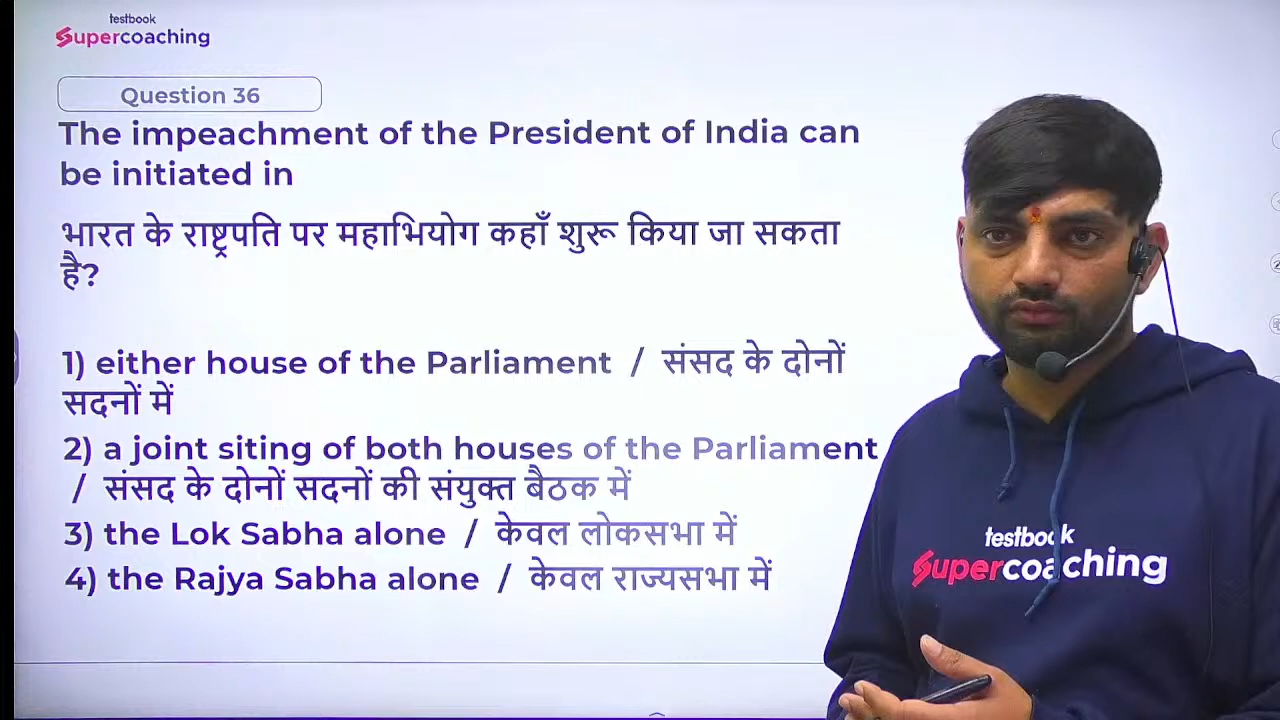 testbook
Supercoaching
Question 36
The impeachment of the President of India can
be initiated in
भारत के राष्ट्रपति पर महाभियोग कहाँ शुरू किया जा सकता
है?
1) either house of the Parliament / संसद के दोनों
सदनों में
2) a joint siting of both houses of the Parliament
/ संसद के दोनों सदनों की संयुक्त बैठक में
3) the Lok Sabha alone / केवल लोकसभा में
4) the Rajya Sabha alone / केवल राज्यसभा में
testbook
Supercoaching